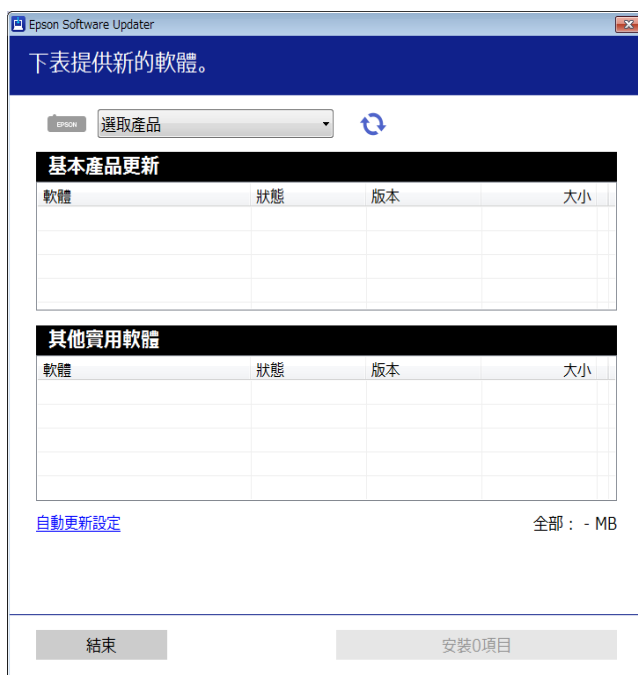 Epson Software Updater
下表提供新的軟體。
EPSON 選取產品
基本產品更新
軟體 狀態 版本 大小
其他實用軟體
軟體 狀態 版本 大小
自動更新設定 全部： - MB
結束 安裝0項目